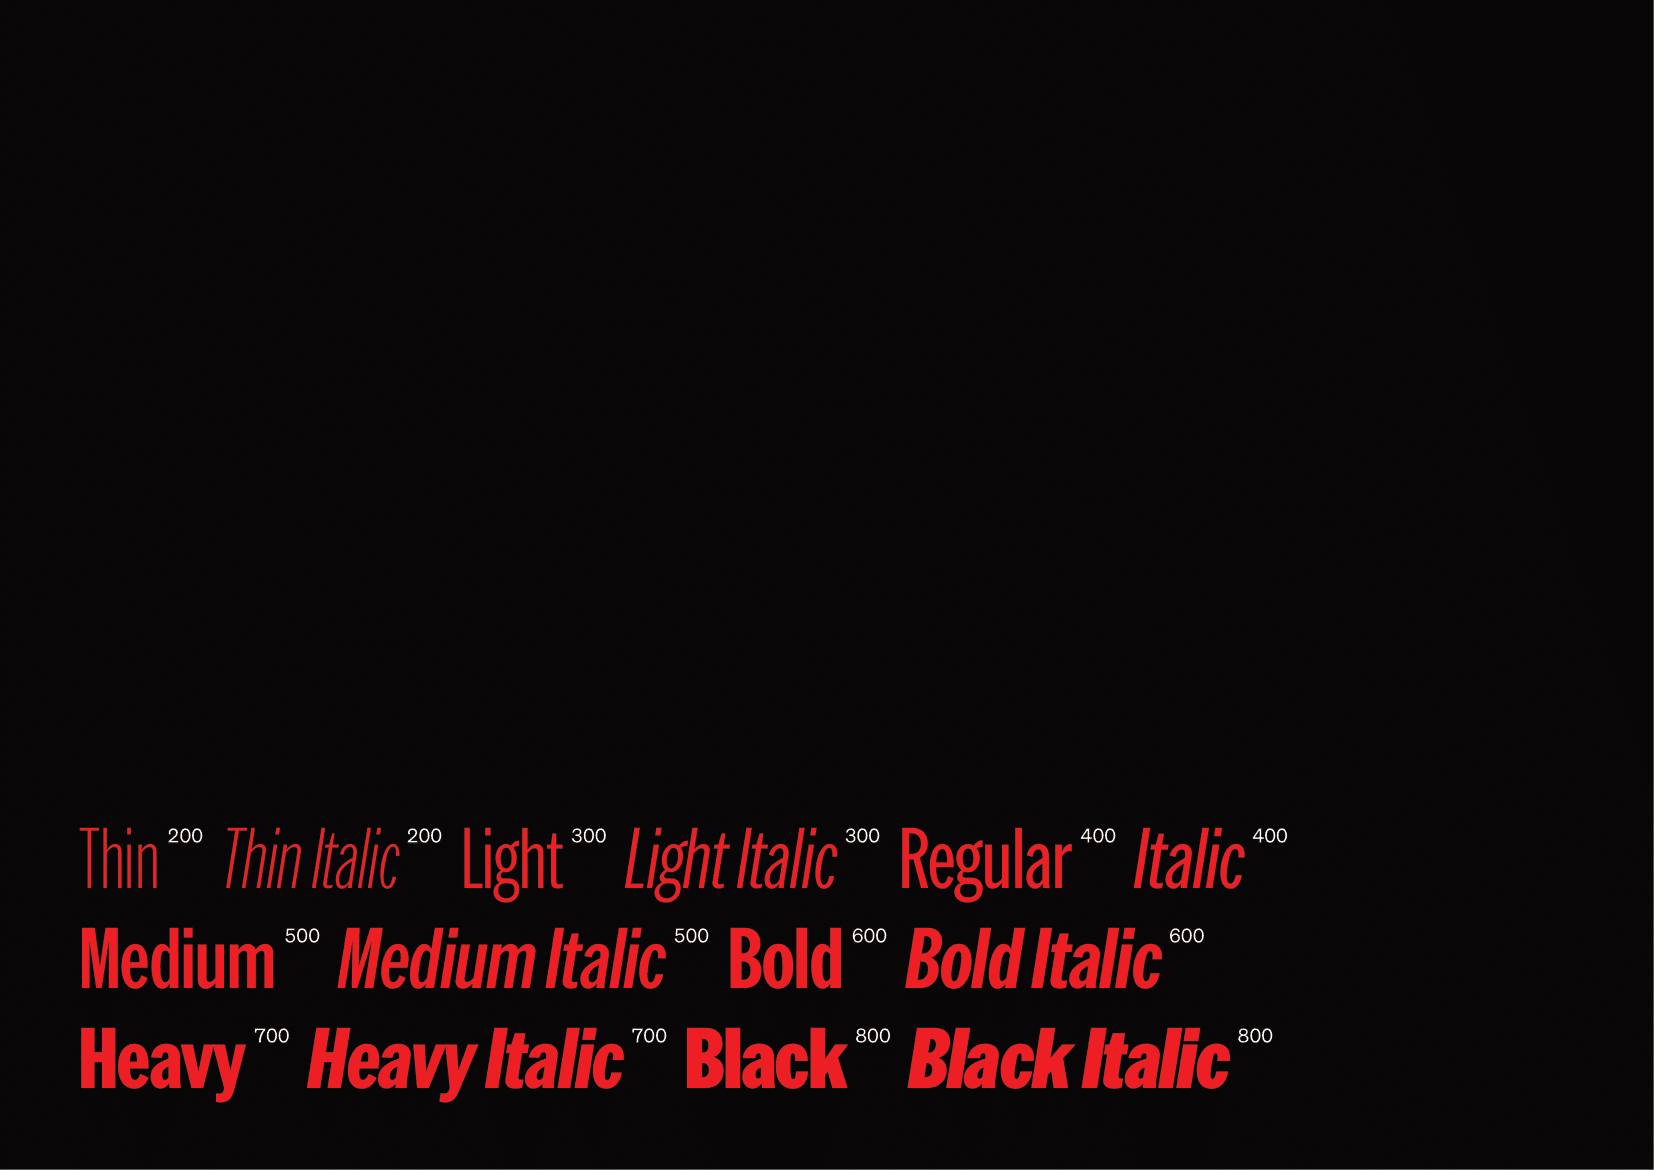 Thin 200 Thin Italic 200 Light 300 Light Italic 300 Regular 400 Italic 400
Medium 500 Medium Italic 500 Bold 600 Bold Italic 600
Heavy 700 Heavy Italic 700 Black 800 Black Italic 800